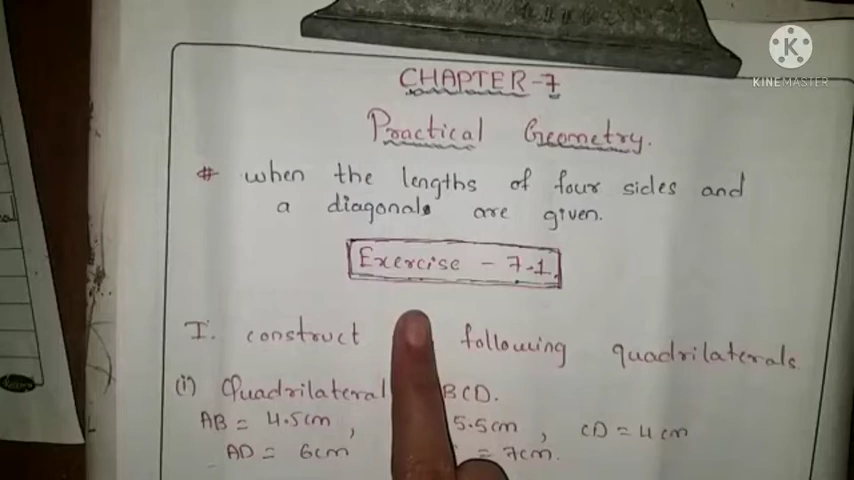 KINEMASTER
CHAPTER-7
Practical Geometry.
# when the lengths of four sides and
a diagonal are given.
Exercise - 7.1
I. construct following quadrilaterals.
(i) Quadrilateral BCD.
AB = 4.5cm, 5.5cm, CD = 4cm
AD = 6cm = 7cm.